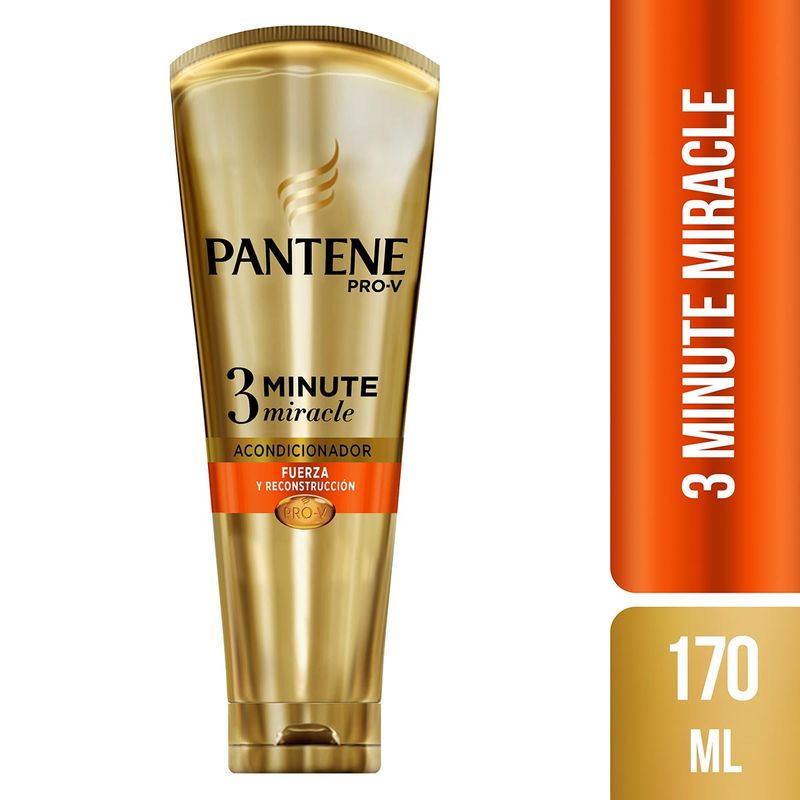 PANTENE
PRO-V
3 MINUTE
miracle
ACONDICIONADOR
FUERZA
Y RECONSTRUCCIÓN
PRO-V
3 MINUTE MIRACLE
170
ML